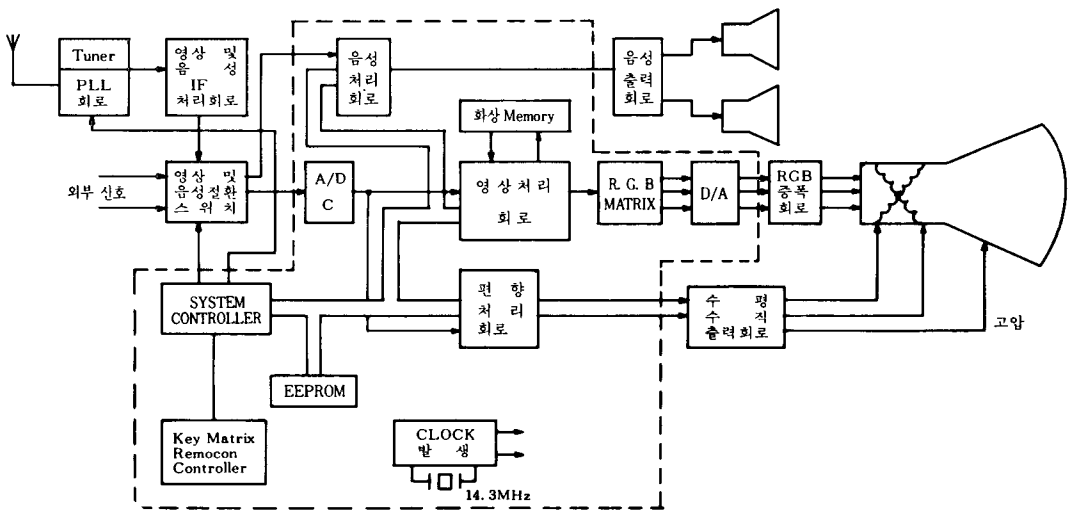 Tuner
PLL
회로
영상 및
음 성
IF
처리회로
음성
처리
회로
음성
출력
회로
화상 Memory
외부 신호
영상 및
음성절환
스위치
A/D
C
영상처리
회로
R. G. B
MATRIX
D/A
RGB
증폭
회로
SYSTEM
CONTROLLER
편 향
처 리
회로
수 평
수 직
출력회로
고압
EEPROM
Key Matrix
Remocon
Controller
CLOCK
발 생
14. 3MHz